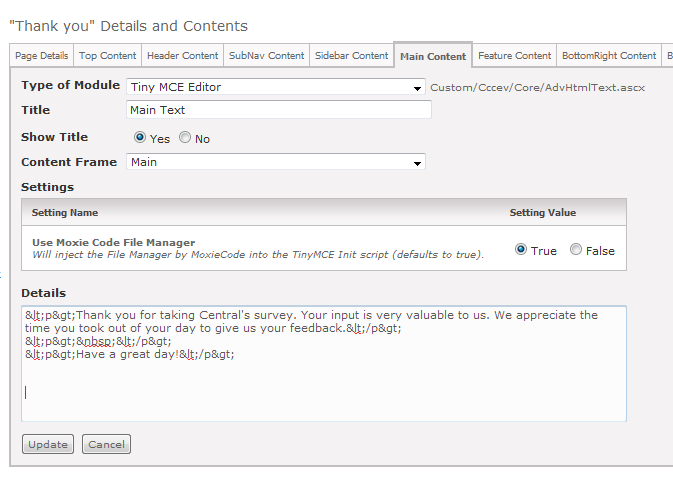 "Thank you" Details and Contents
Page Details Top Content Header Content SubNav Content Sidebar Content Main Content Feature Content BottomRight Content B
Type of Module Tiny MCE Editor Custom/Cccev/Core/AdvHtmlText.ascx
Title Main Text
Show Title Yes No
Content Frame Main
Settings
Setting Name Setting Value
Use Moxie Code File Manager
Will inject the File Manager by MoxieCode into the TinyMCE Init script (defaults to true). True False
Details
&lt;p&gt;Thank you for taking Central's survey. Your input is very valuable to us. We appreciate the
time you took out of your day to give us your feedback.&lt;/p&gt;
&lt;p&gt;&nbsp;&lt;/p&gt;
&lt;p&gt;Have a great day!&lt;/p&gt;
Update Cancel